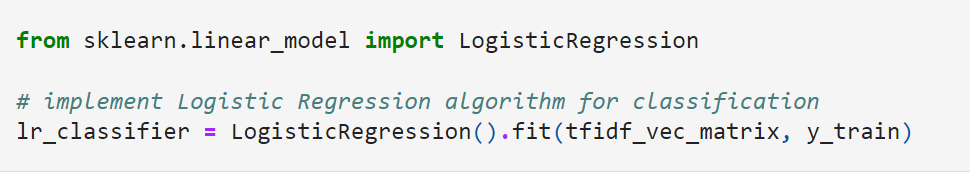 from sklearn.linear_model import LogisticRegression
# implement Logistic Regression algorithm for classification
lr_classifier = LogisticRegression().fit(tfidf_vec_matrix, y_train)